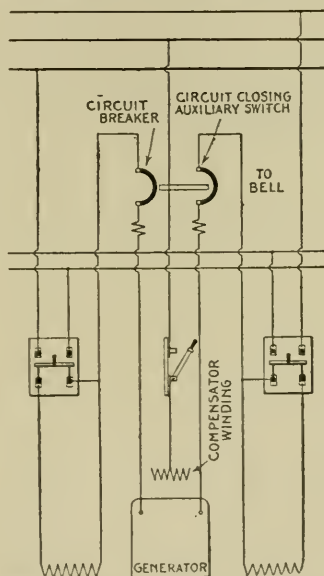 CIRCUIT
BREAKER
CIRCUIT CLOSING
AUXILIARY SWITCH
TO
BELL
COMPENSATOR
WINDING
GENERATOR